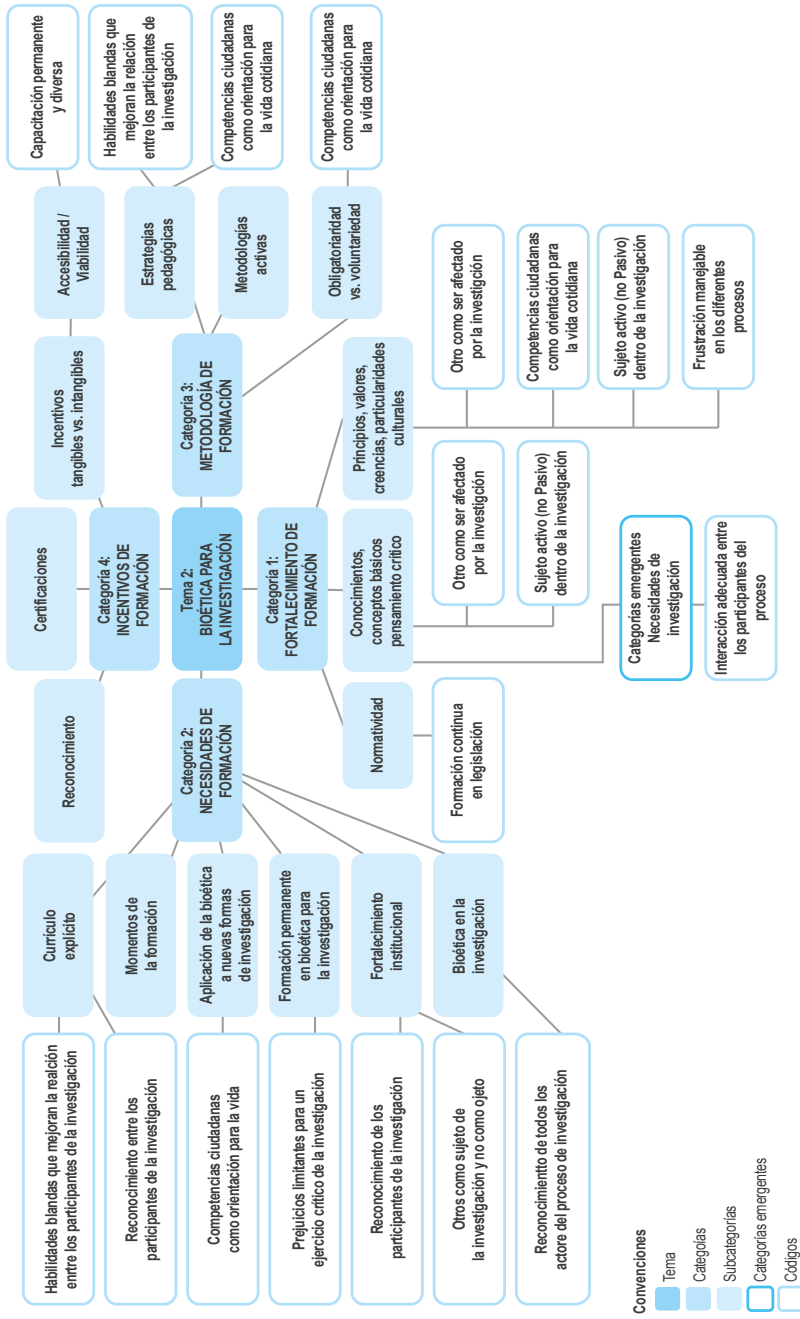 Habilidades blandas que mejoran la realción
enntre los participantes de la investigación
Reconocimiento entre los
participantes de la investigación
Competencias ciudadanas
como orientación para la vida
Prejuicios limitantes para un
ejercicio crítico de la investigación
Reconocimiento de los
participantes de la investigación
Otros como sujeto de
la investigación y no como ojeto
Reconocimientto de todos los
actore del proceso de investigación
Currículo
explícito
Momentos de
la formación
Aplicación de la bioética
a nuevas formas
de investigación
Formación permanente
en bioética para
la investigación
Fortalecimiento
institucional
Bioética en la
investigación
Categoría 2:
NECESIDADES DE
FORMACIÓN
Reconocimiento
Certificaciones
Incentivos
tangibles vs. intangibles
Categoría 4:
INCENTIVOS DE
FORMACIÓN
Tema 2:
BIOÉTICA PARA
LA INVESTIGACIÓN
Categoría 1:
FORTALECIMIENTO DE
FORMACIÓN
Categoría 3:
METODOLOGÍA DE
FORMACIÓN
Accesibilidad /
Viabilidad
Estrategias
pedagógicas
Metodologías
activas
Obligatoriaridad
vs. voluntariedad
Capacitación permanente
y diversa
Habilidades blandas que
mejoran la relación
entre los participantes de
la investigación
Competencias ciudadanas
como orientación para
la vida cotidiana
Competencias ciudadanas
como orientación para
la vida cotidiana
Normatividad
Formación continua
en legislación
Conocimientos,
conceptos básicos
pensamiento crítico
Otro como ser afectado
por la investigción
Sujeto activo (no Pasivo)
dentro de la investigación
Categorías emergentes
Necesidades de
investigación
Interacción adecuada entre
los participantes del
proceso
Principios, valores,
creencias, particularidades
culturales
Otro como ser afectado
por la investigción
Competencias ciudadanas
como orientación para
la vida cotidiana
Sujeto activo (no Pasivo)
dentro de la investigación
Frustración manejable
en los diferentes
procesos
Convenciones
Tema
Categoías
Subcategorías
Categorías emergentes
Códigos